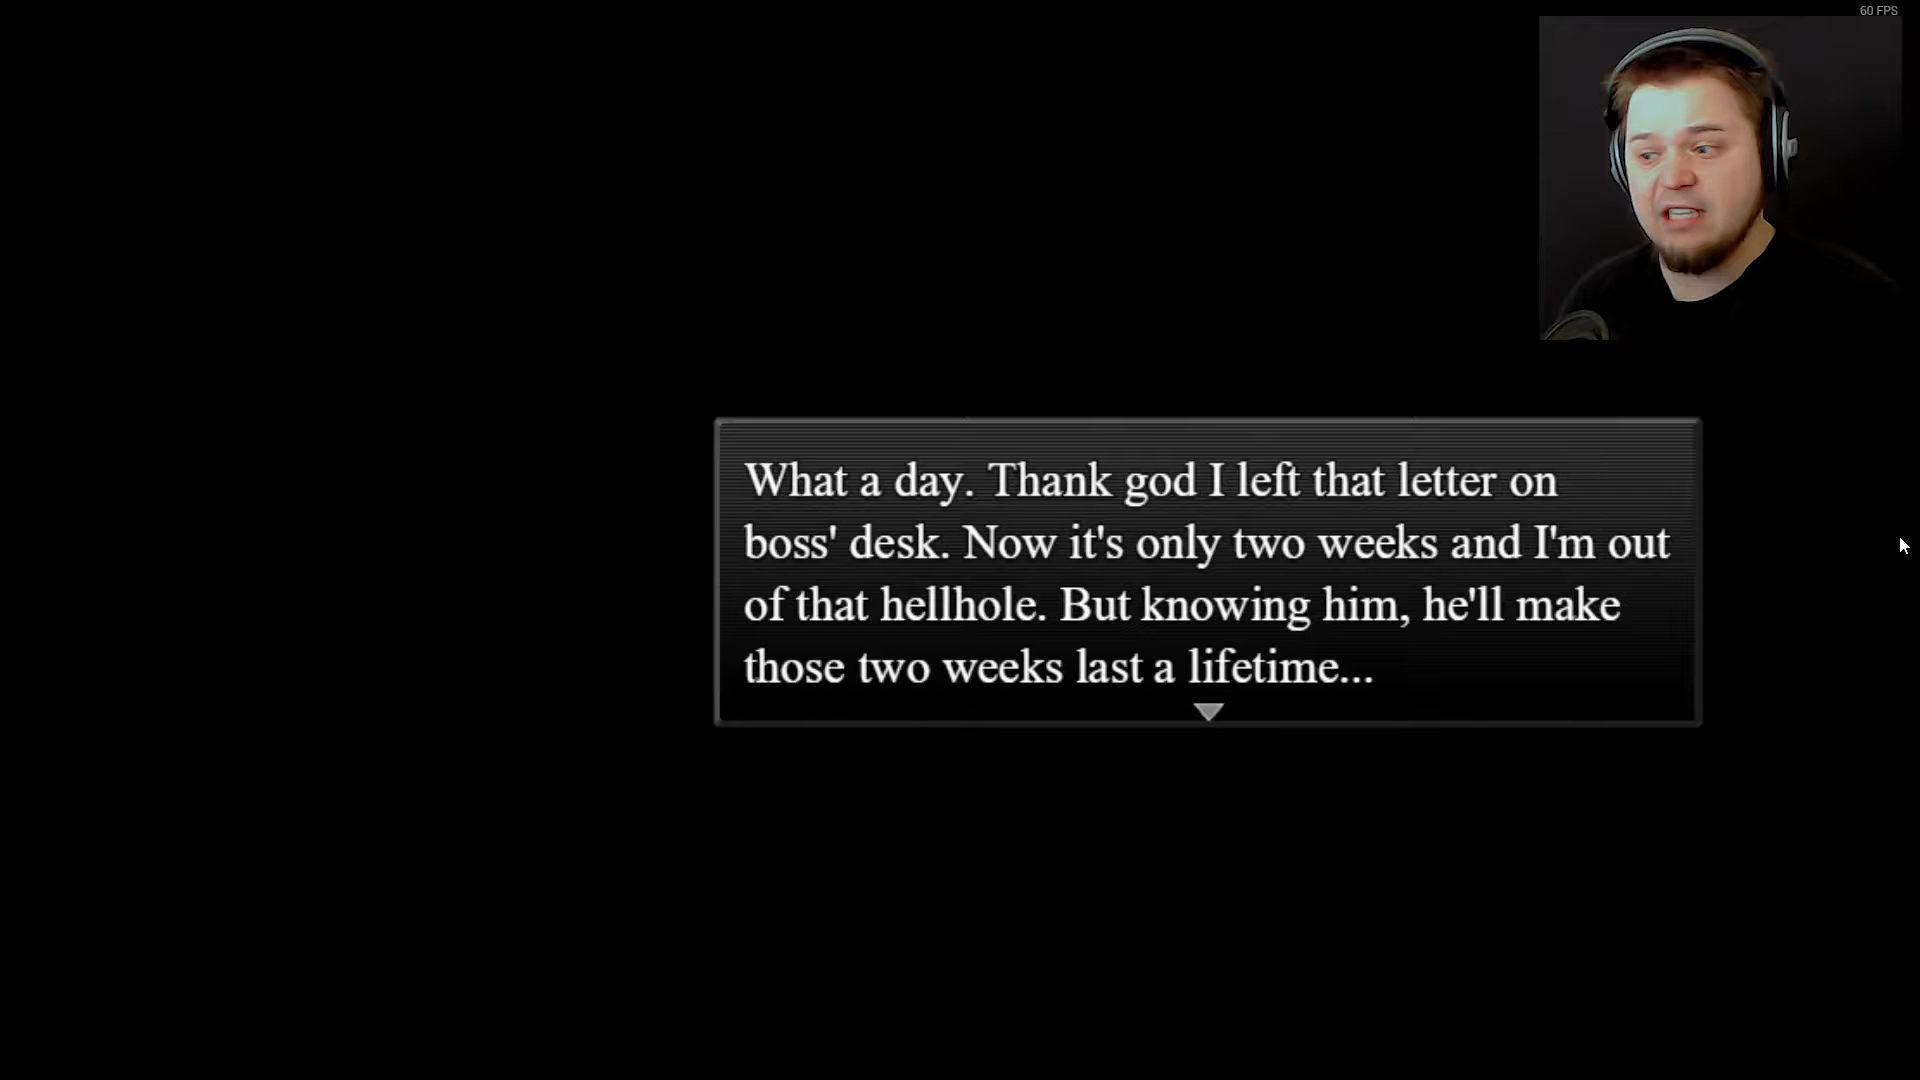 60 FPS
What a day. Thank god I left that letter on
boss' desk. Now it's only two weeks and I'm out
of that hellhole. But knowing him, he'll make
those two weeks last a lifetime...